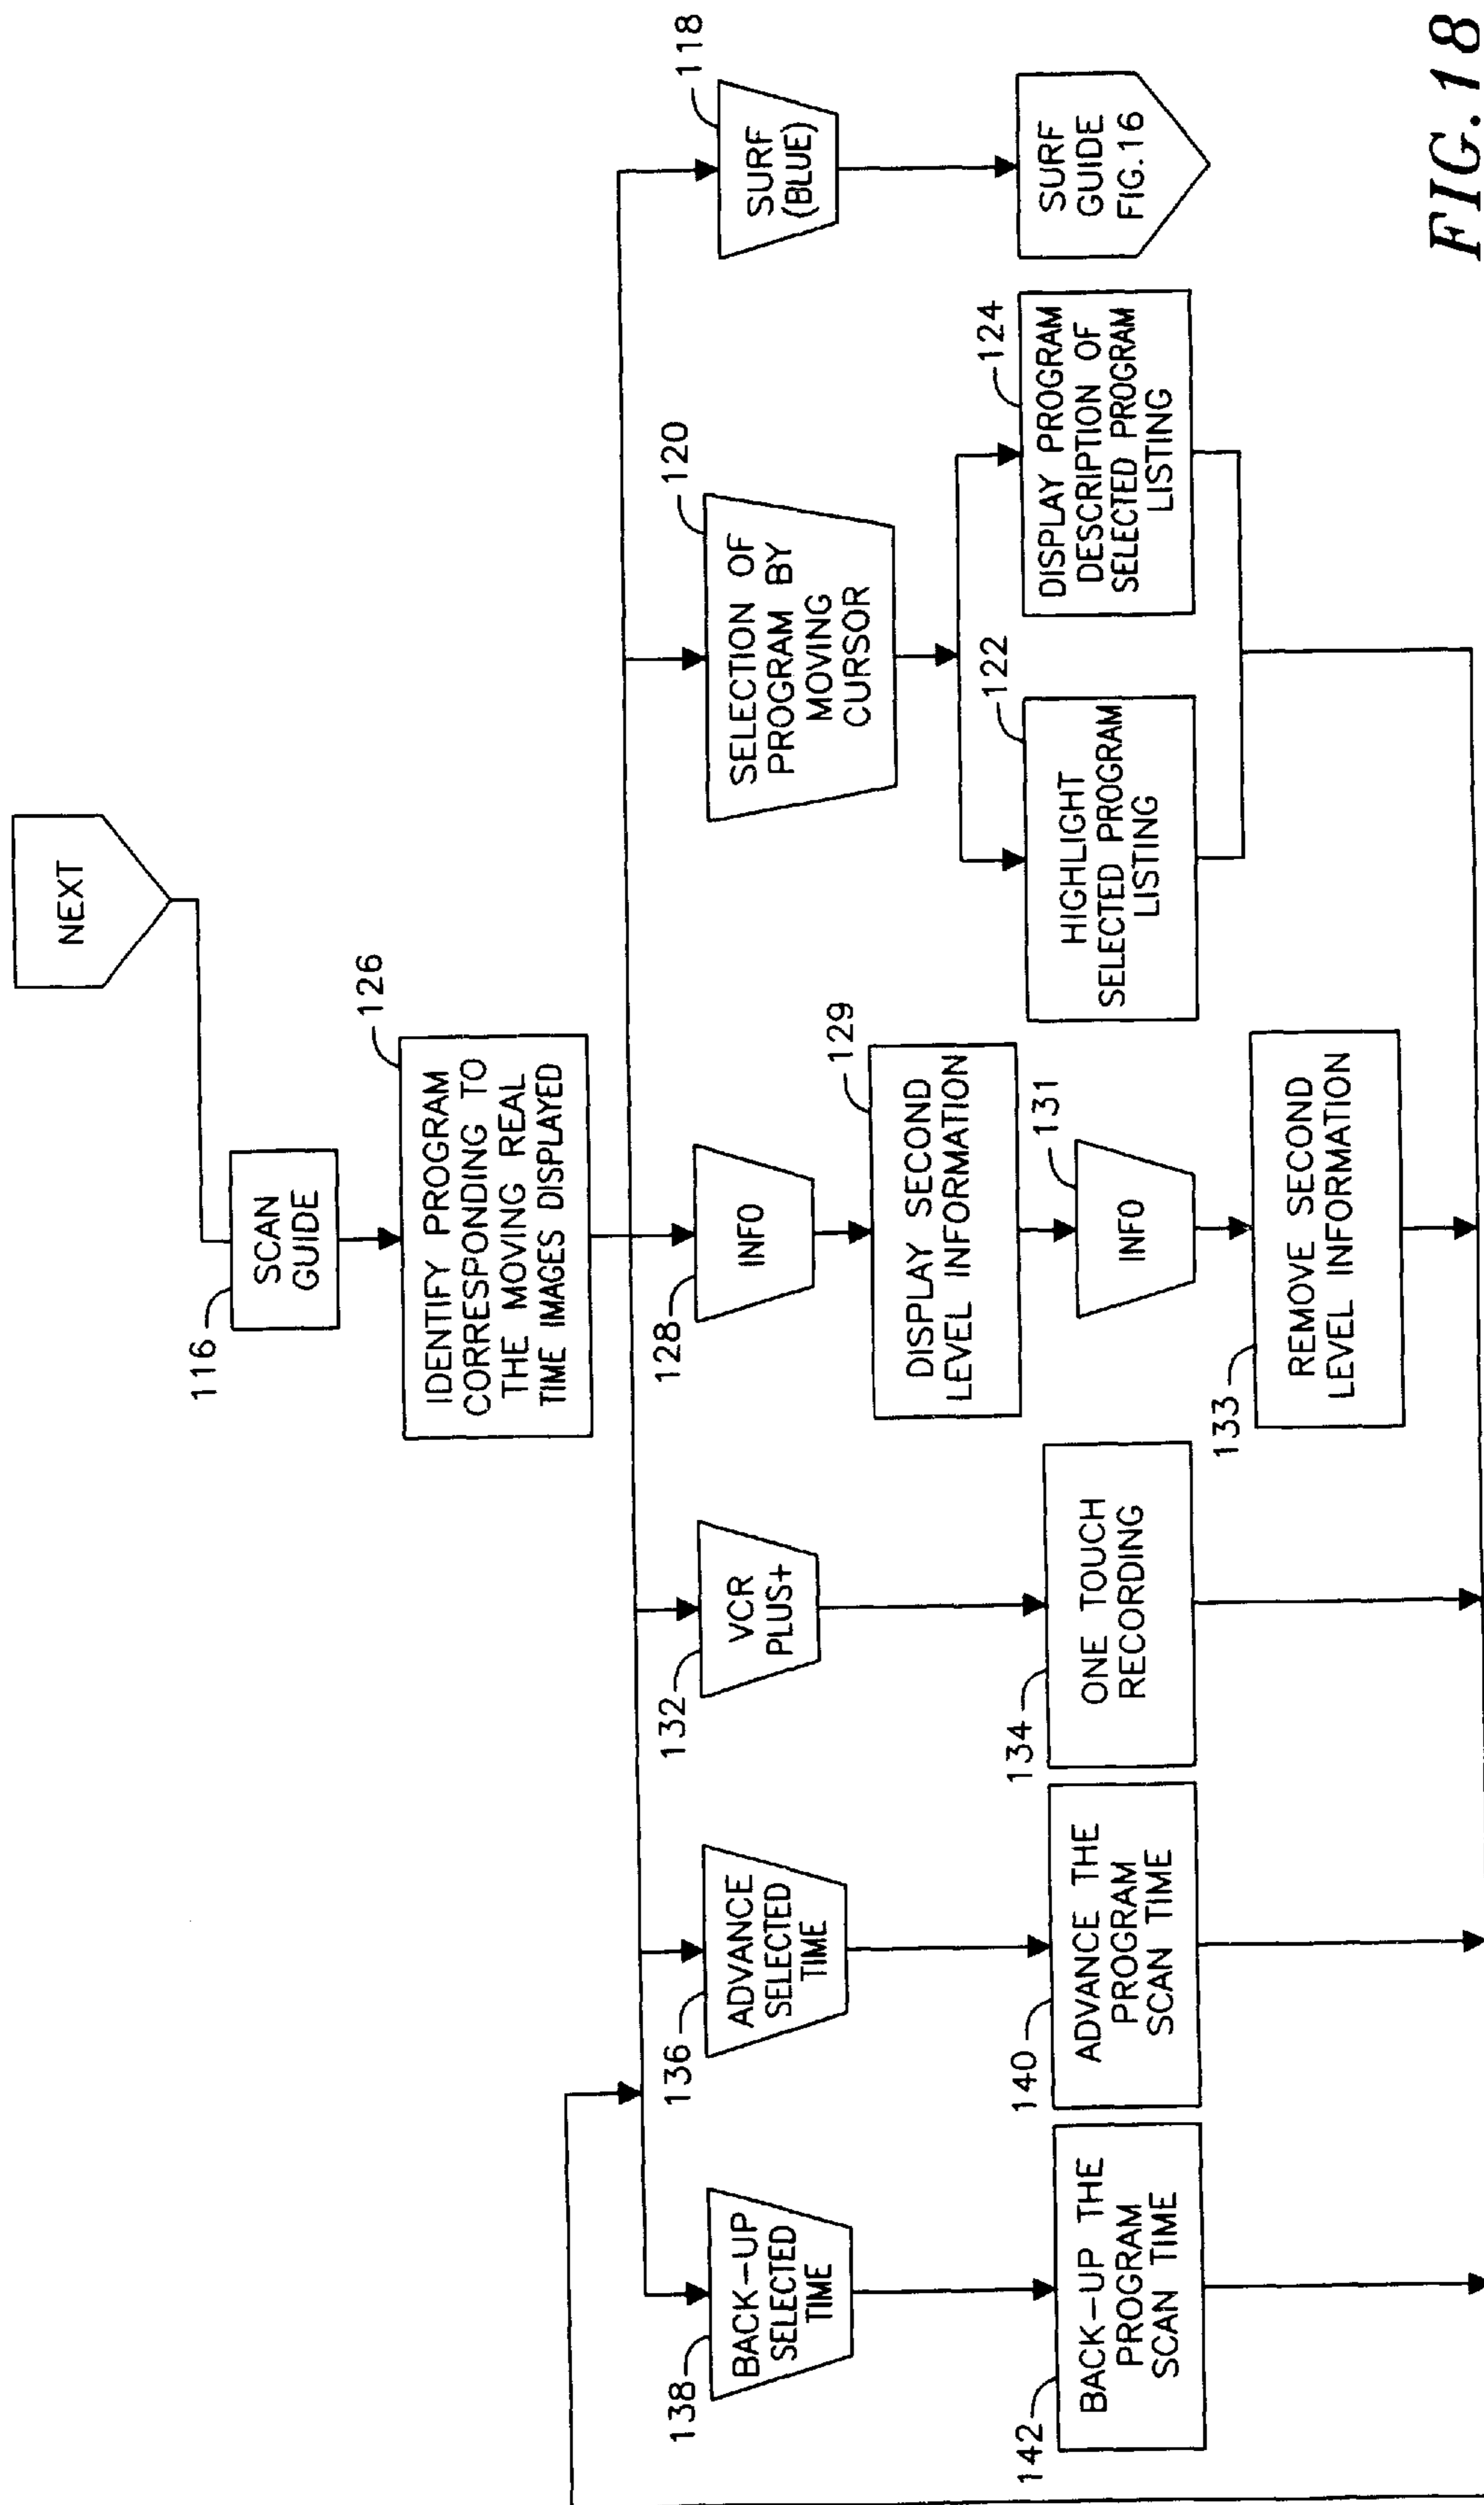 NEXT
116
SCAN
GUIDE
126
IDENTIFY PROGRAM
CORRESPONDING TO
THE MOVING REAL
TIME IMAGES DISPLAYED
138
BACK-UP
SELECTED
TIME
136
ADVANCE
SELECTED
TIME
132
VCR
PLUS+
128
INFO
120
SELECTION OF
PROGRAM BY
MOVING
CURSOR
118
SURF
(BLUE)
142
BACK-UP THE
PROGRAM
SCAN TIME
140
ADVANCE THE
PROGRAM
SCAN TIME
134
ONE TOUCH
RECORDING
129
DISPLAY SECOND
LEVEL INFORMATION
131
INFO
133
REMOVE SECOND
LEVEL INFORMATION
122
HIGHLIGHT
SELECTED PROGRAM
LISTING
124
DISPLAY PROGRAM
DESCRIPTION OF
SELECTED PROGRAM
LISTING
SURF
GUIDE
FIG.16
FIG.18